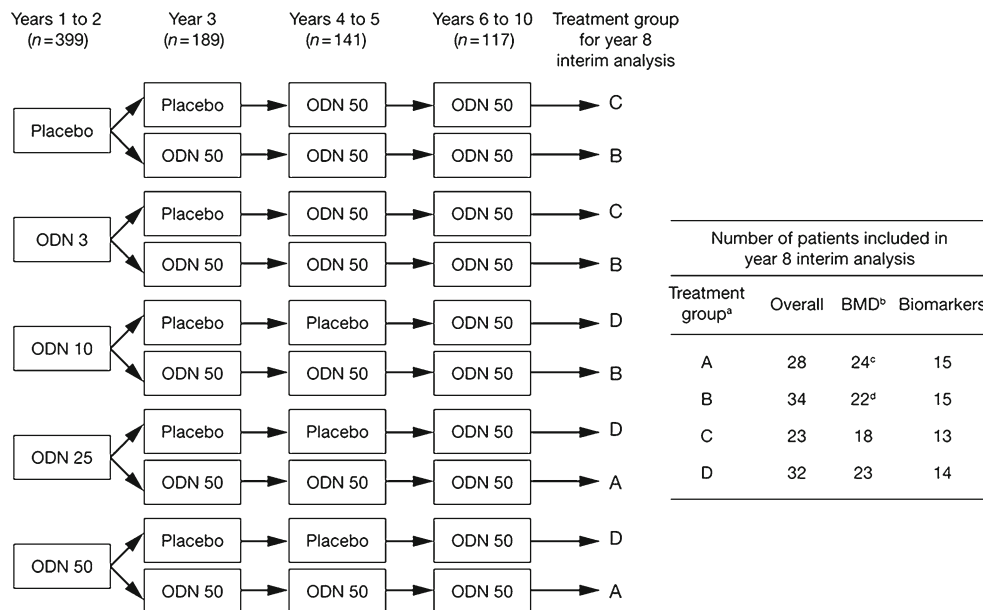 Years 1 to 2
(n=399)
Year 3
(n=189)
Years 4 to 5
(n=141)
Years 6 to 10
(n=117)
Treatment group
for year 8
interim analysis
Placebo
Placebo
ODN 50
ODN 50
C
ODN 50
ODN 50
ODN 50
B
ODN 3
Placebo
ODN 50
ODN 50
C
ODN 50
ODN 50
ODN 50
B
ODN 10
Placebo
Placebo
ODN 50
D
ODN 50
ODN 50
ODN 50
B
ODN 25
Placebo
Placebo
ODN 50
D
ODN 50
ODN 50
ODN 50
A
ODN 50
Placebo
Placebo
ODN 50
D
ODN 50
ODN 50
ODN 50
A
Number of patients included in
year 8 interim analysis
Treatment
groupᵃ Overall BMDᵇ Biomarkers
A 28 24ᶜ 15
B 34 22ᵈ 15
C 23 18 13
D 32 23 14